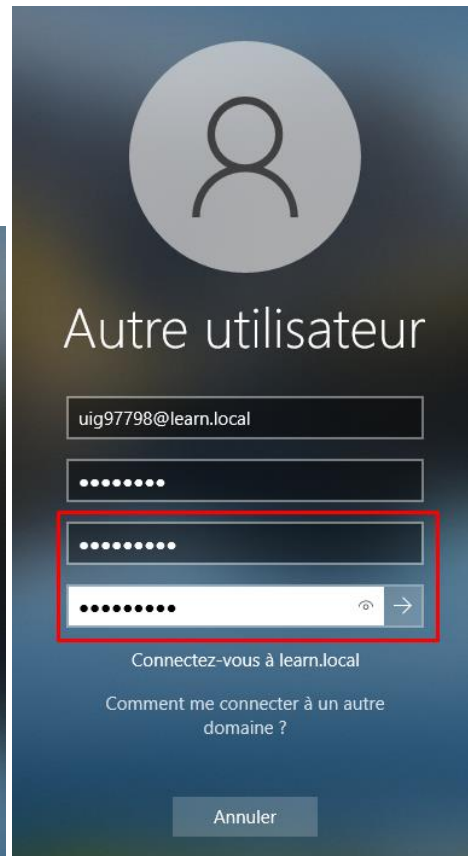 Autre utilisateur
uig97798@learn.local
••••••••
•••••••••
•••••••••
Connectez-vous à learn.local
Comment me connecter à un autre
domaine ?
Annuler